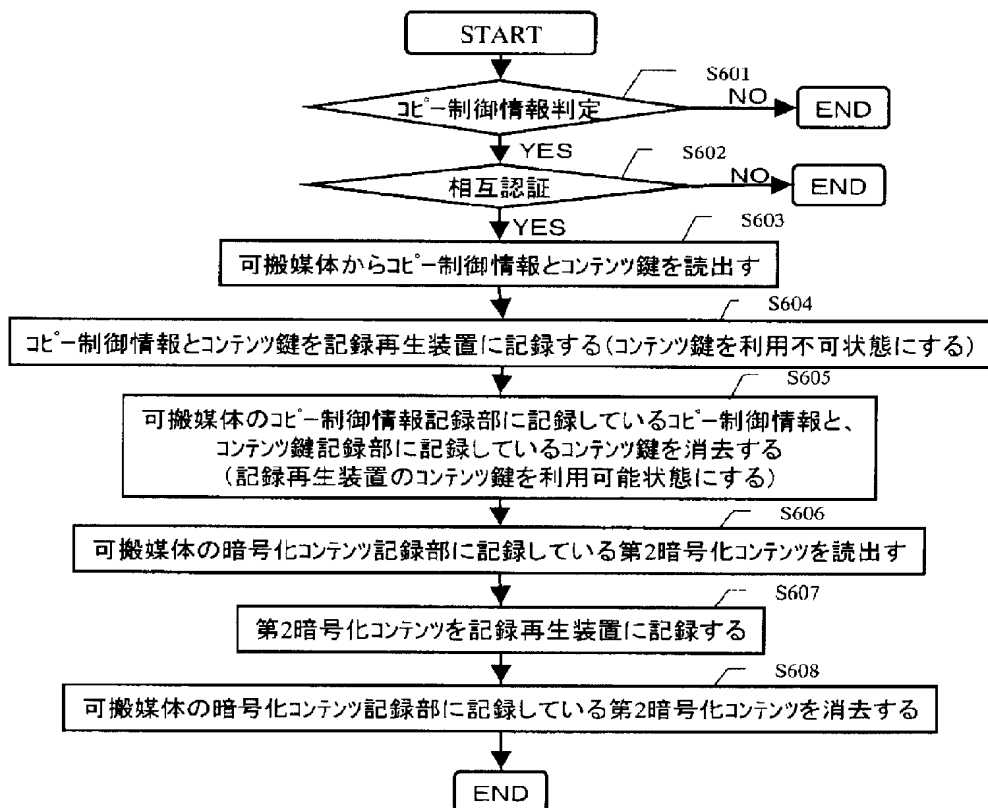 START
S601
コピー制御情報判定
NO
END
YES
S602
相互認証
NO
END
YES
S603
可搬媒体からコピー制御情報とコンテンツ鍵を読出す
S604
コピー制御情報とコンテンツ鍵を記録再生装置に記録する(コンテンツ鍵を利用不可状態にする)
S605
可搬媒体のコピー制御情報記録部に記録しているコピー制御情報と、
コンテンツ鍵記録部に記録しているコンテンツ鍵を消去する
(記録再生装置のコンテンツ鍵を利用可能状態にする)
S606
可搬媒体の暗号化コンテンツ記録部に記録している第2暗号化コンテンツを読出す
S607
第2暗号化コンテンツを記録再生装置に記録する
S608
可搬媒体の暗号化コンテンツ記録部に記録している第2暗号化コンテンツを消去する
END